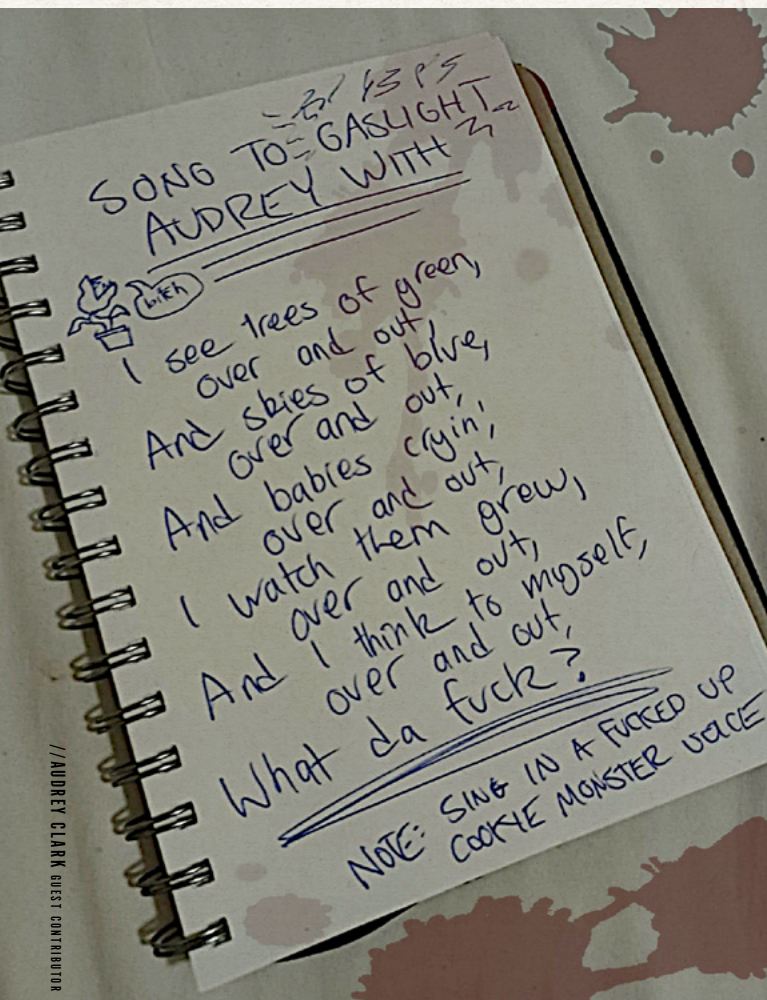 SONG TO GASLIGHT
AUDREY WITH
bitch
I see trees of green,
over and out,
And skies of blue,
over and out,
And babies cryin',
over and out,
I watch them grew,
over and out,
And I think to myself,
over and out,
What da fuck?
NOTE: SING IN A FUCKED UP
COOKIE MONSTER VOICE
//AUDREY CLARK GUEST CONTRIBUTOR